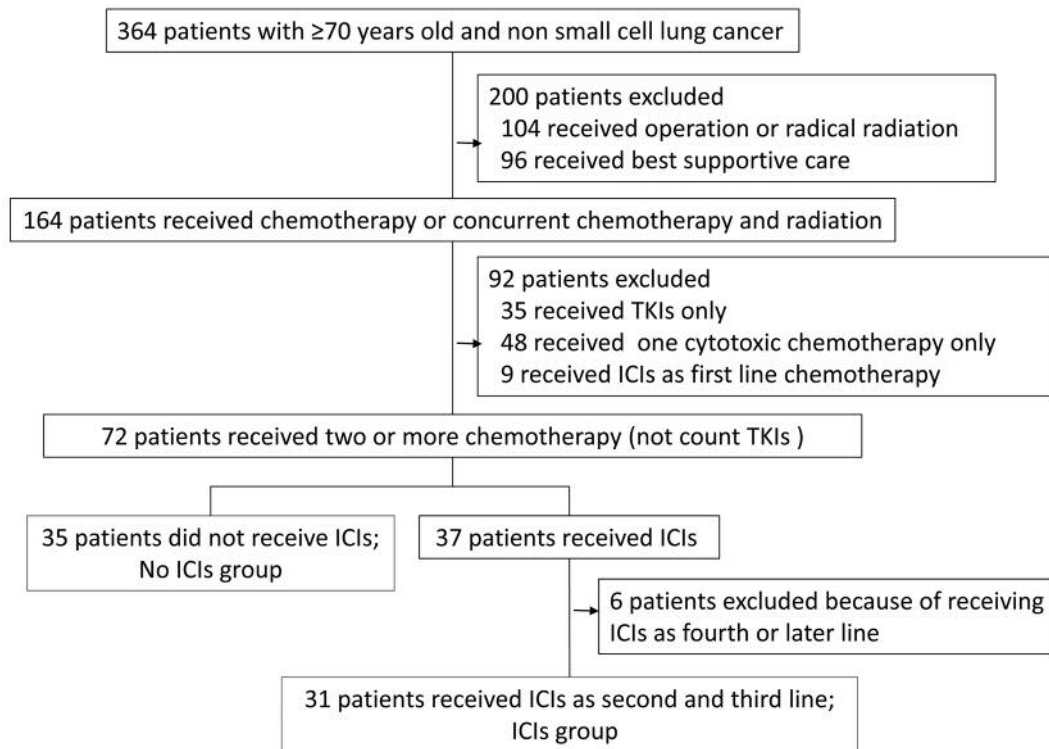 364 patients with ≥70 years old and non small cell lung cancer
200 patients excluded
104 received operation or radical radiation
96 received best supportive care
164 patients received chemotherapy or concurrent chemotherapy and radiation
92 patients excluded
35 received TKIs only
48 received one cytotoxic chemotherapy only
9 received ICIs as first line chemotherapy
72 patients received two or more chemotherapy (not count TKIs )
35 patients did not receive ICIs;
No ICIs group
37 patients received ICIs
6 patients excluded because of receiving
ICIs as fourth or later line
31 patients received ICIs as second and third line;
ICIs group